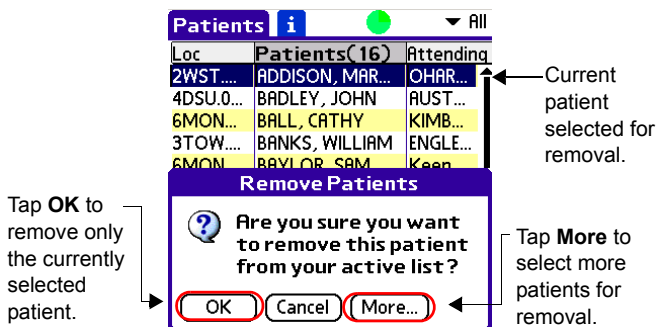 Patients i All
Loc Patients(16) Attending
2WST.... ADDISON, MAR... OHAR...
4DSU.0... BADLEY, JOHN AUST...
6MON... BALL, CATHY KIMB...
3TOW.... BANKS, WILLIAM ENGLE...
6MON... BAYLOR, SAM Keen
Current
patient
selected for
removal.
Remove Patients
Are you sure you want
to remove this patient
from your active list?
OK Cancel More...
Tap OK to
remove only
the currently
selected
patient.
Tap More to
select more
patients for
removal.